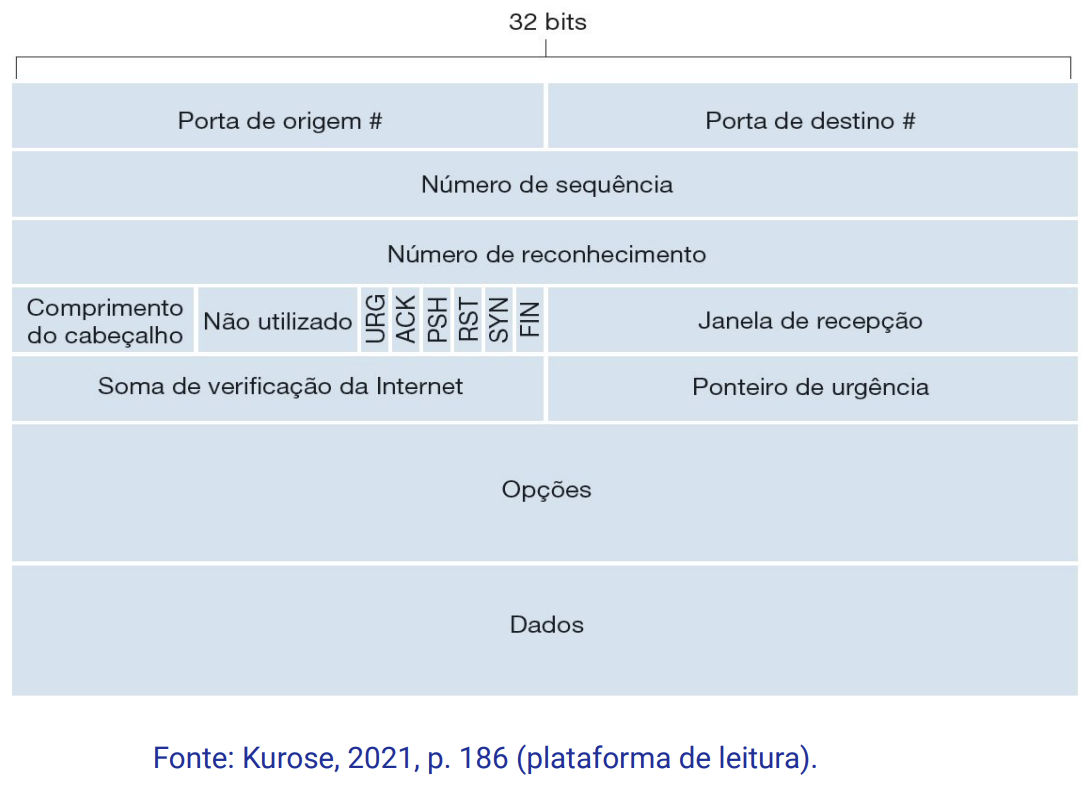 32 bits
Porta de origem #
Porta de destino #
Número de sequência
Número de reconhecimento
Comprimento
do cabeçalho
Não utilizado
URG
ACK
PSH
RST
SYN
FIN
Janela de recepção
Soma de verificação da Internet
Ponteiro de urgência
Opções
Dados
Fonte: Kurose, 2021, p. 186 (plataforma de leitura).